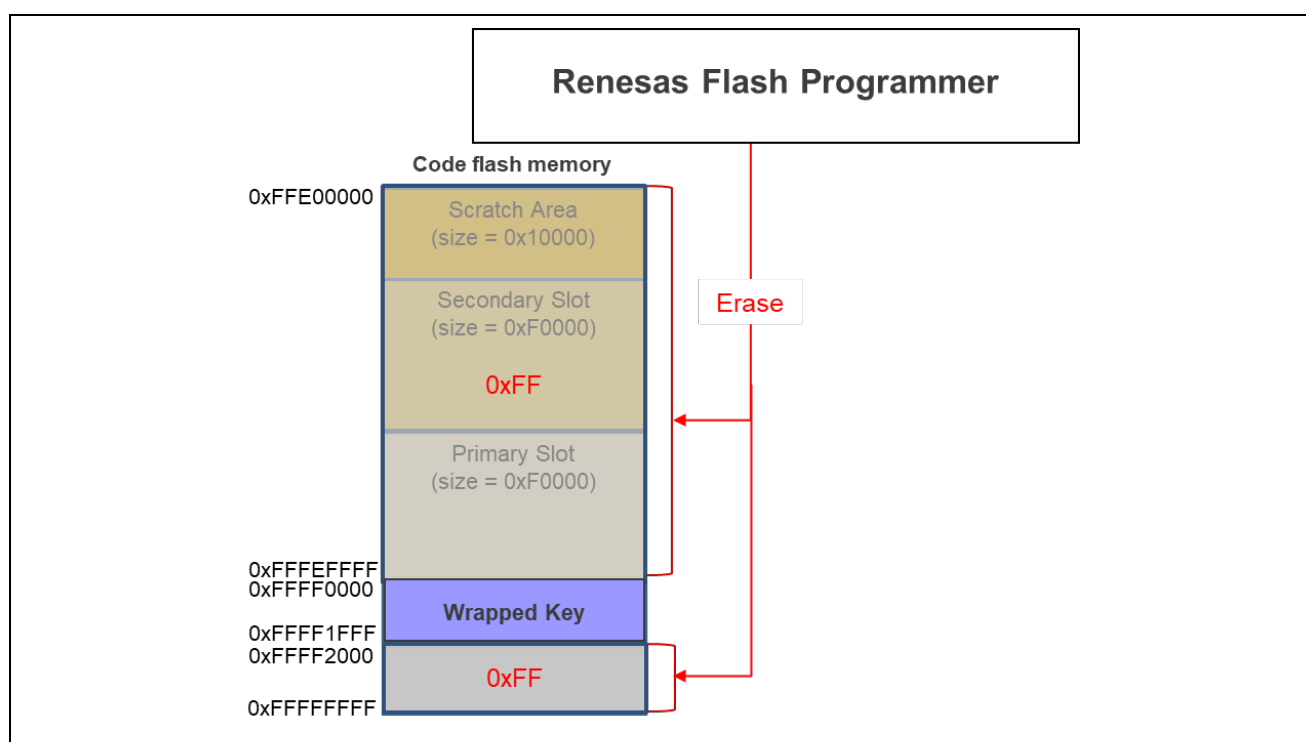 Renesas Flash Programmer
Code flash memory
0xFFE00000
Scratch Area
(size = 0x10000)
Secondary Slot
(size = 0xF0000)
Erase
0xFF
Primary Slot
(size = 0xF0000)
0xFFFEFFFF
0xFFFF0000
Wrapped Key
0xFFFF1FFF
0xFFFF2000
0xFF
0xFFFFFFFF